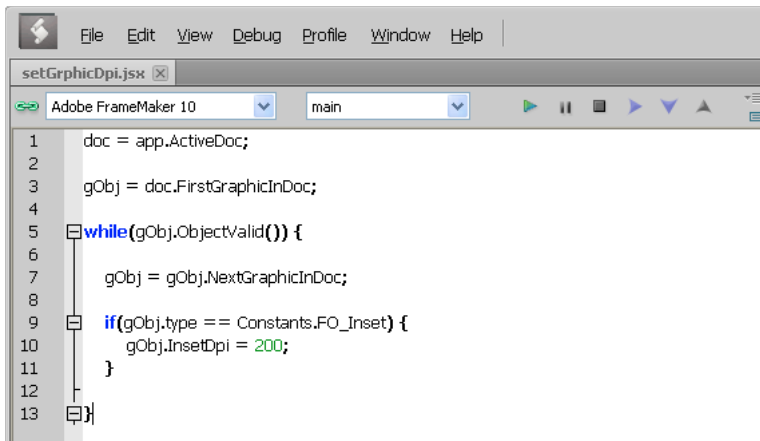 File Edit View Debug Profile Window Help
setGrphicDpi.jsx
Adobe FrameMaker 10 main
1 doc = app.ActiveDoc;
2
3 gObj = doc.FirstGraphicInDoc;
4
5 while(gObj.ObjectValid()) {
6
7 gObj = gObj.NextGraphicInDoc;
8
9 if(gObj.type == Constants.FO_Inset) {
10 gObj.InsetDpi = 200;
11 }
12
13 }